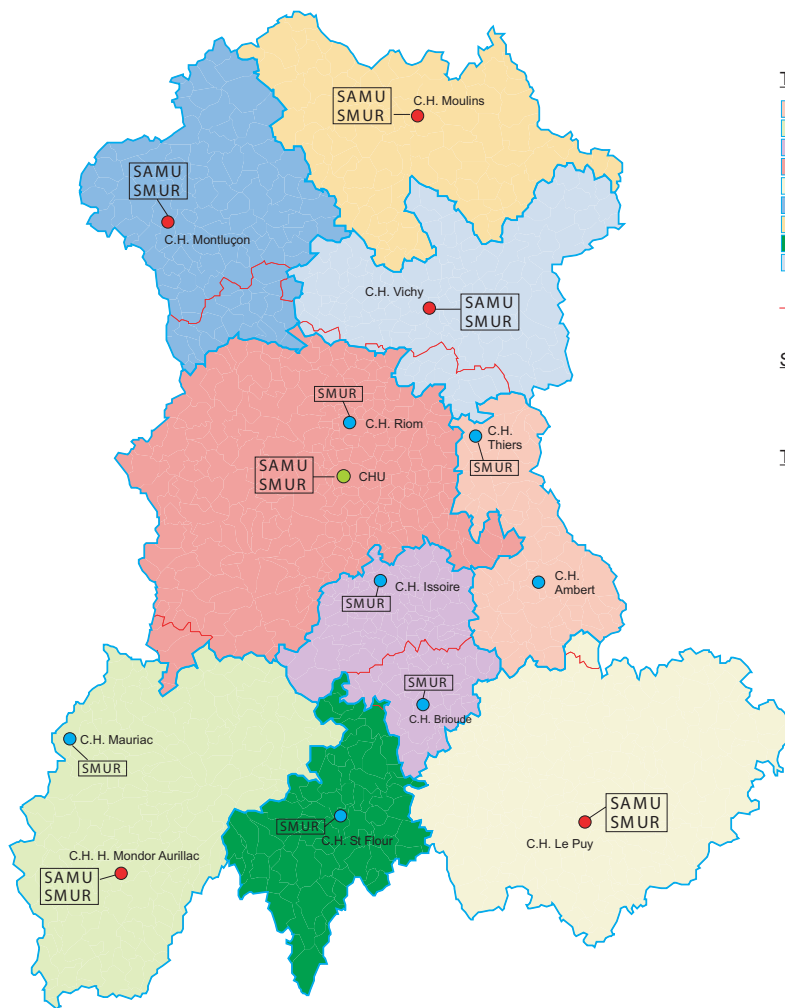 SAMU
SMUR
C.H. Moulins
SAMU
SMUR
C.H. Montluçon
C.H. Vichy
SAMU
SMUR
SMUR
C.H. Riom
C.H.
Thiers
SMUR
SAMU
SMUR
CHU
C.H. Issoire
SMUR
C.H.
Ambert
SMUR
C.H. Brioude
C.H. Mauriac
SMUR
SAMU
SMUR
C.H. Le Puy
SMUR
C.H. St Flour
C.H. H. Mondor Aurillac
SAMU
SMUR